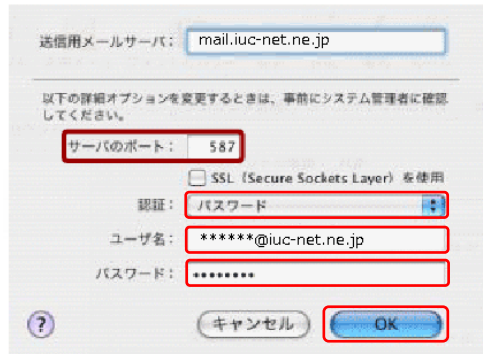 送信用メールサーバ： mail.iuc-net.ne.jp
以下の詳細オプションを変更するときは、事前にシステム管理者に確認
してください。
サーバのポート： 587
SSL（Secure Sockets Layer）を使用
認証： パスワード
ユーザ名： ******@iuc-net.ne.jp
パスワード： ••••••••
? キャンセル OK